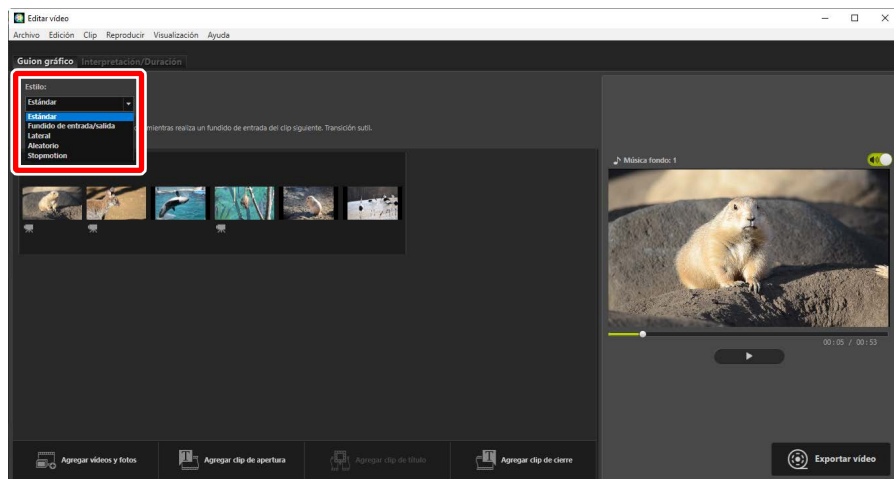 Editar vídeo
Archivo Edición Clip Reproducir Visualización Ayuda
Guion gráfico Interpretación/Duración
Estilo:
Estándar
Estándar
Fundido de entrada/salida
Lateral
Aleatorio
Stopmotion
mientras realiza un fundido de entrada del clip siguiente. Transición sutil.
Música fondo: 1
00:05 / 00:53
Agregar vídeos y fotos
Agregar clip de apertura
Agregar clip de título
Agregar clip de cierre
Exportar vídeo